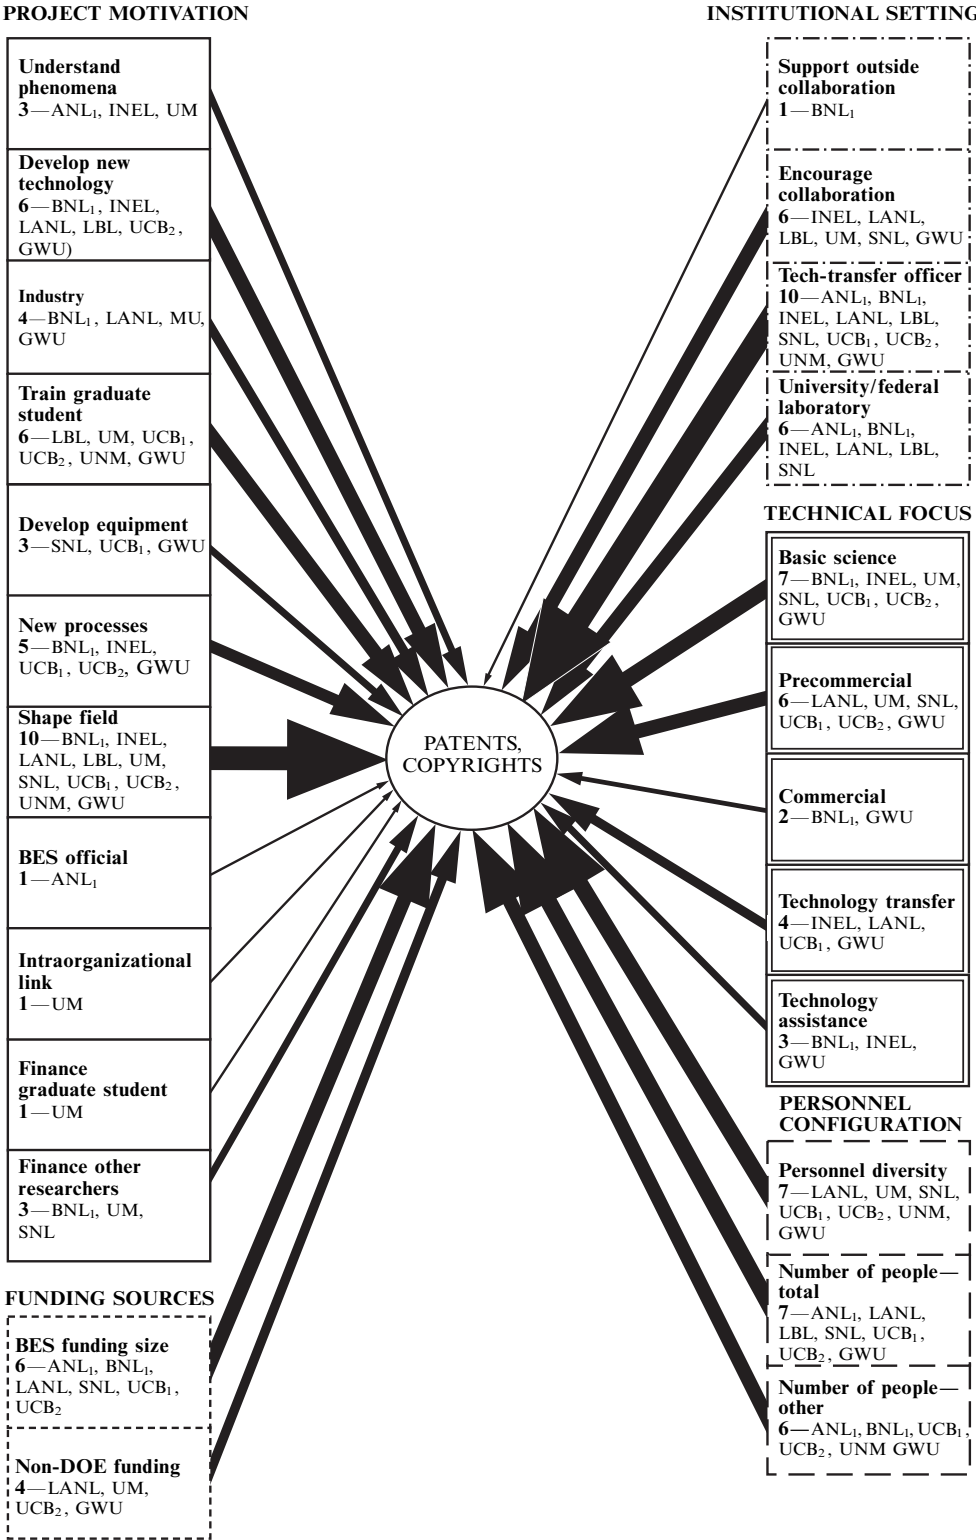 PROJECT MOTIVATION
Understand
phenomena
3—ANL₁, INEL, UM
Develop new
technology
6—BNL₁, INEL,
LANL, LBL, UCB₂,
GWU)
Industry
4—BNL₁, LANL, MU,
GWU
Train graduate
student
6—LBL, UM, UCB₁,
UCB₂, UNM, GWU
Develop equipment
3—SNL, UCB₁, GWU
New processes
5—BNL₁, INEL,
UCB₁, UCB₂, GWU
Shape field
10—BNL₁, INEL,
LANL, LBL, UM,
SNL, UCB₁, UCB₂,
UNM, GWU
BES official
1—ANL₁
Intraorganizational
link
1—UM
Finance
graduate student
1—UM
Finance other
researchers
3—BNL₁, UM,
SNL
FUNDING SOURCES
BES funding size
6—ANL₁, BNL₁,
LANL, SNL, UCB₁,
UCB₂
Non-DOE funding
4—LANL, UM,
UCB₂, GWU
PATENTS,
COPYRIGHTS
INSTITUTIONAL SETTING
Support outside
collaboration
1—BNL₁
Encourage
collaboration
6—INEL, LANL,
LBL, UM, SNL, GWU
Tech-transfer officer
10—ANL₁, BNL₁,
INEL, LANL, LBL,
SNL, UCB₁, UCB₂,
UNM, GWU
University/federal
laboratory
6—ANL₁, BNL₁,
INEL, LANL, LBL,
SNL
TECHNICAL FOCUS
Basic science
7—BNL₁, INEL, UM,
SNL, UCB₁, UCB₂,
GWU
Precommercial
6—LANL, UM, SNL,
UCB₁, UCB₂, GWU
Commercial
2—BNL₁, GWU
Technology transfer
4—INEL, LANL,
UCB₁, GWU
Technology
assistance
3—BNL₁, INEL,
GWU
PERSONNEL
CONFIGURATION
Personnel diversity
7—LANL, UM, SNL,
UCB₁, UCB₂, UNM,
GWU
Number of people—
total
7—ANL₁, LANL,
LBL, SNL, UCB₁,
UCB₂, GWU
Number of people—
other
6—ANL₁, BNL₁, UCB₁,
UCB₂, UNM GWU